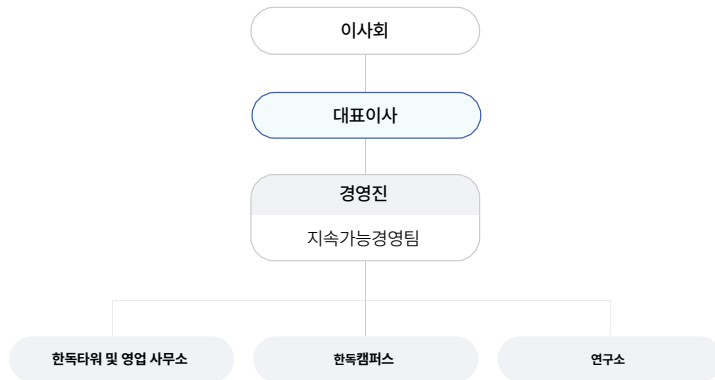 이사회
대표이사
경영진
지속가능경영팀
한독타워 및 영업 사무소
한독캠퍼스
연구소